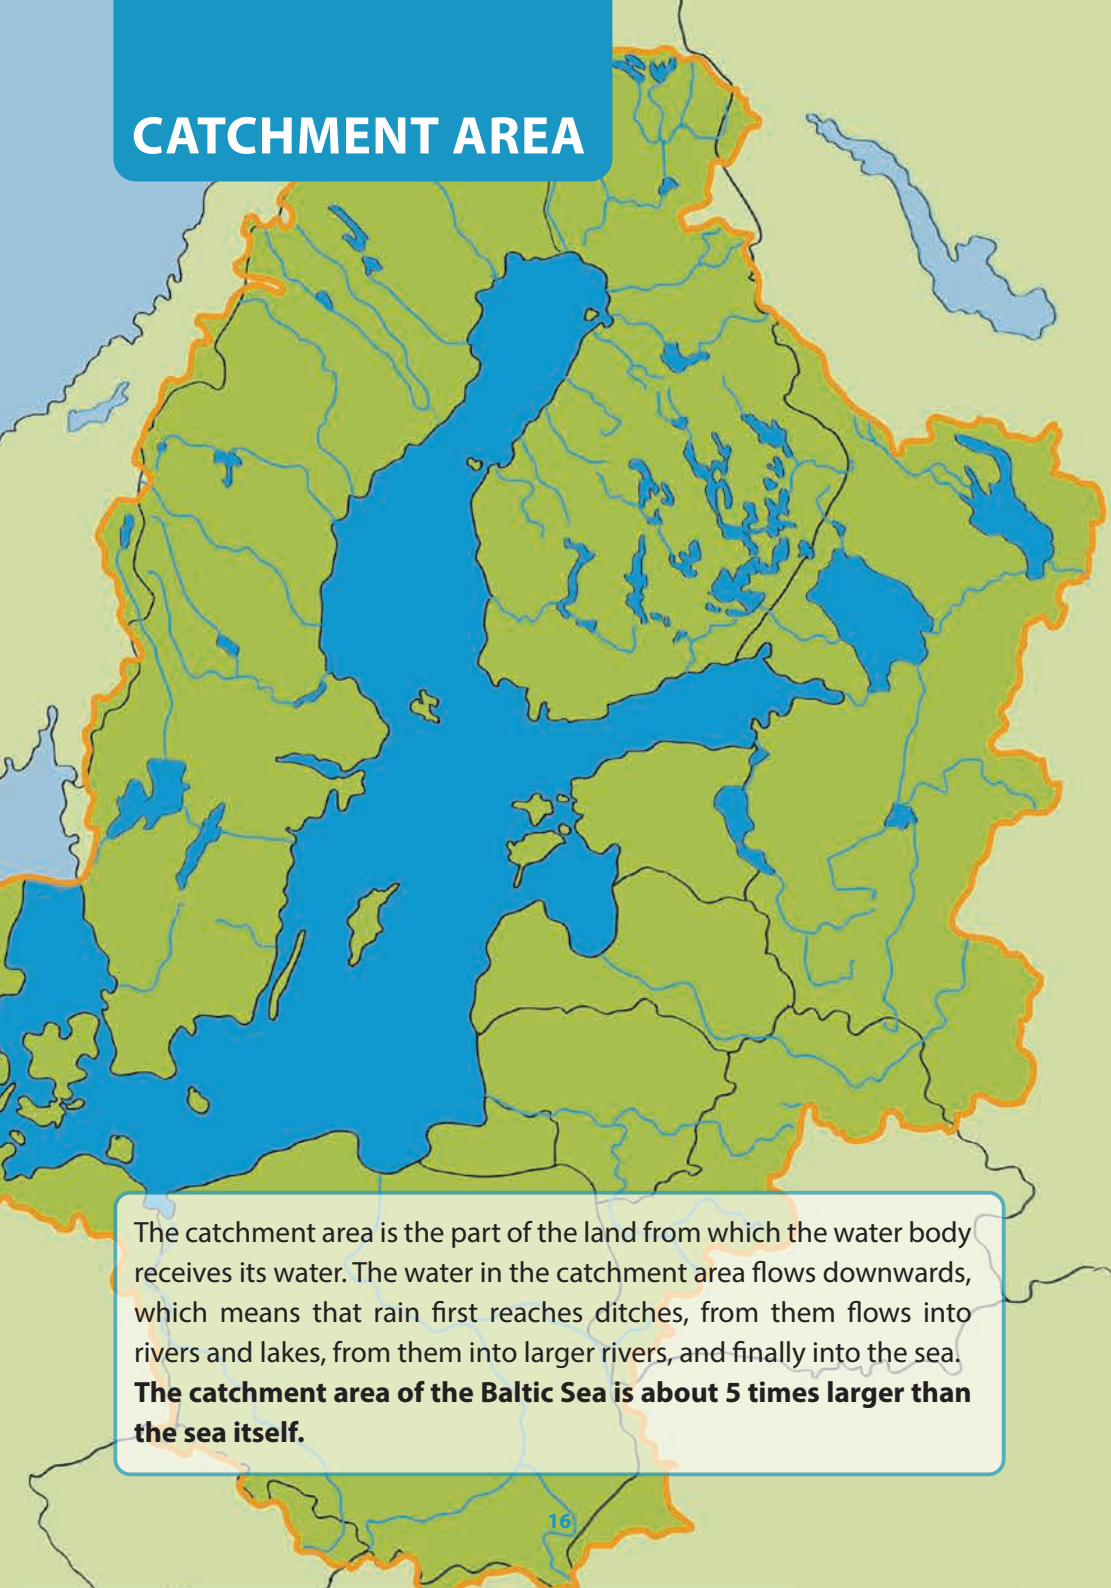 CATCHMENT AREA
The catchment area is the part of the land from which the water body
receives its water. The water in the catchment area flows downwards,
which means that rain first reaches ditches, from them flows into
rivers and lakes, from them into larger rivers, and finally into the sea.
The catchment area of the Baltic Sea is about 5 times larger than
the sea itself.
16